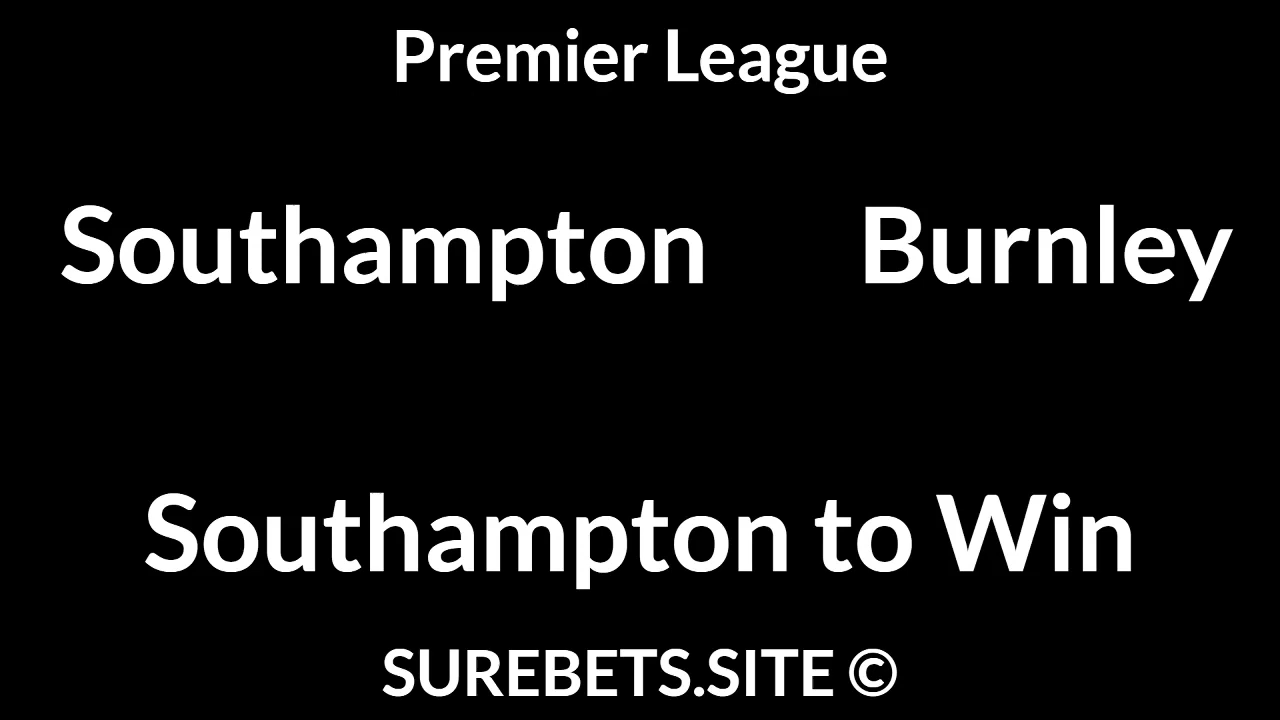 Premier League
Southampton Burnley
Southampton to Win
SUREBETS.SITE ©